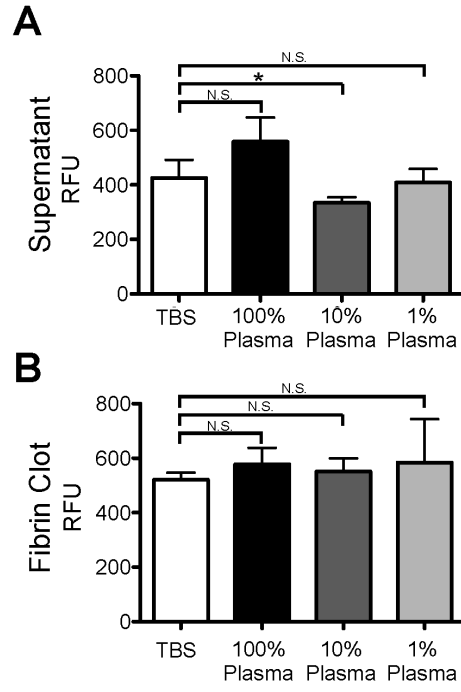 A
N.S.
*
N.S.
800
600
400
200
0
Supernatant
RFU
TBS
100%
Plasma
10%
Plasma
1%
Plasma
B
N.S.
N.S.
N.S.
800
600
400
200
0
Fibrin Clot
RFU
TBS
100%
Plasma
10%
Plasma
1%
Plasma